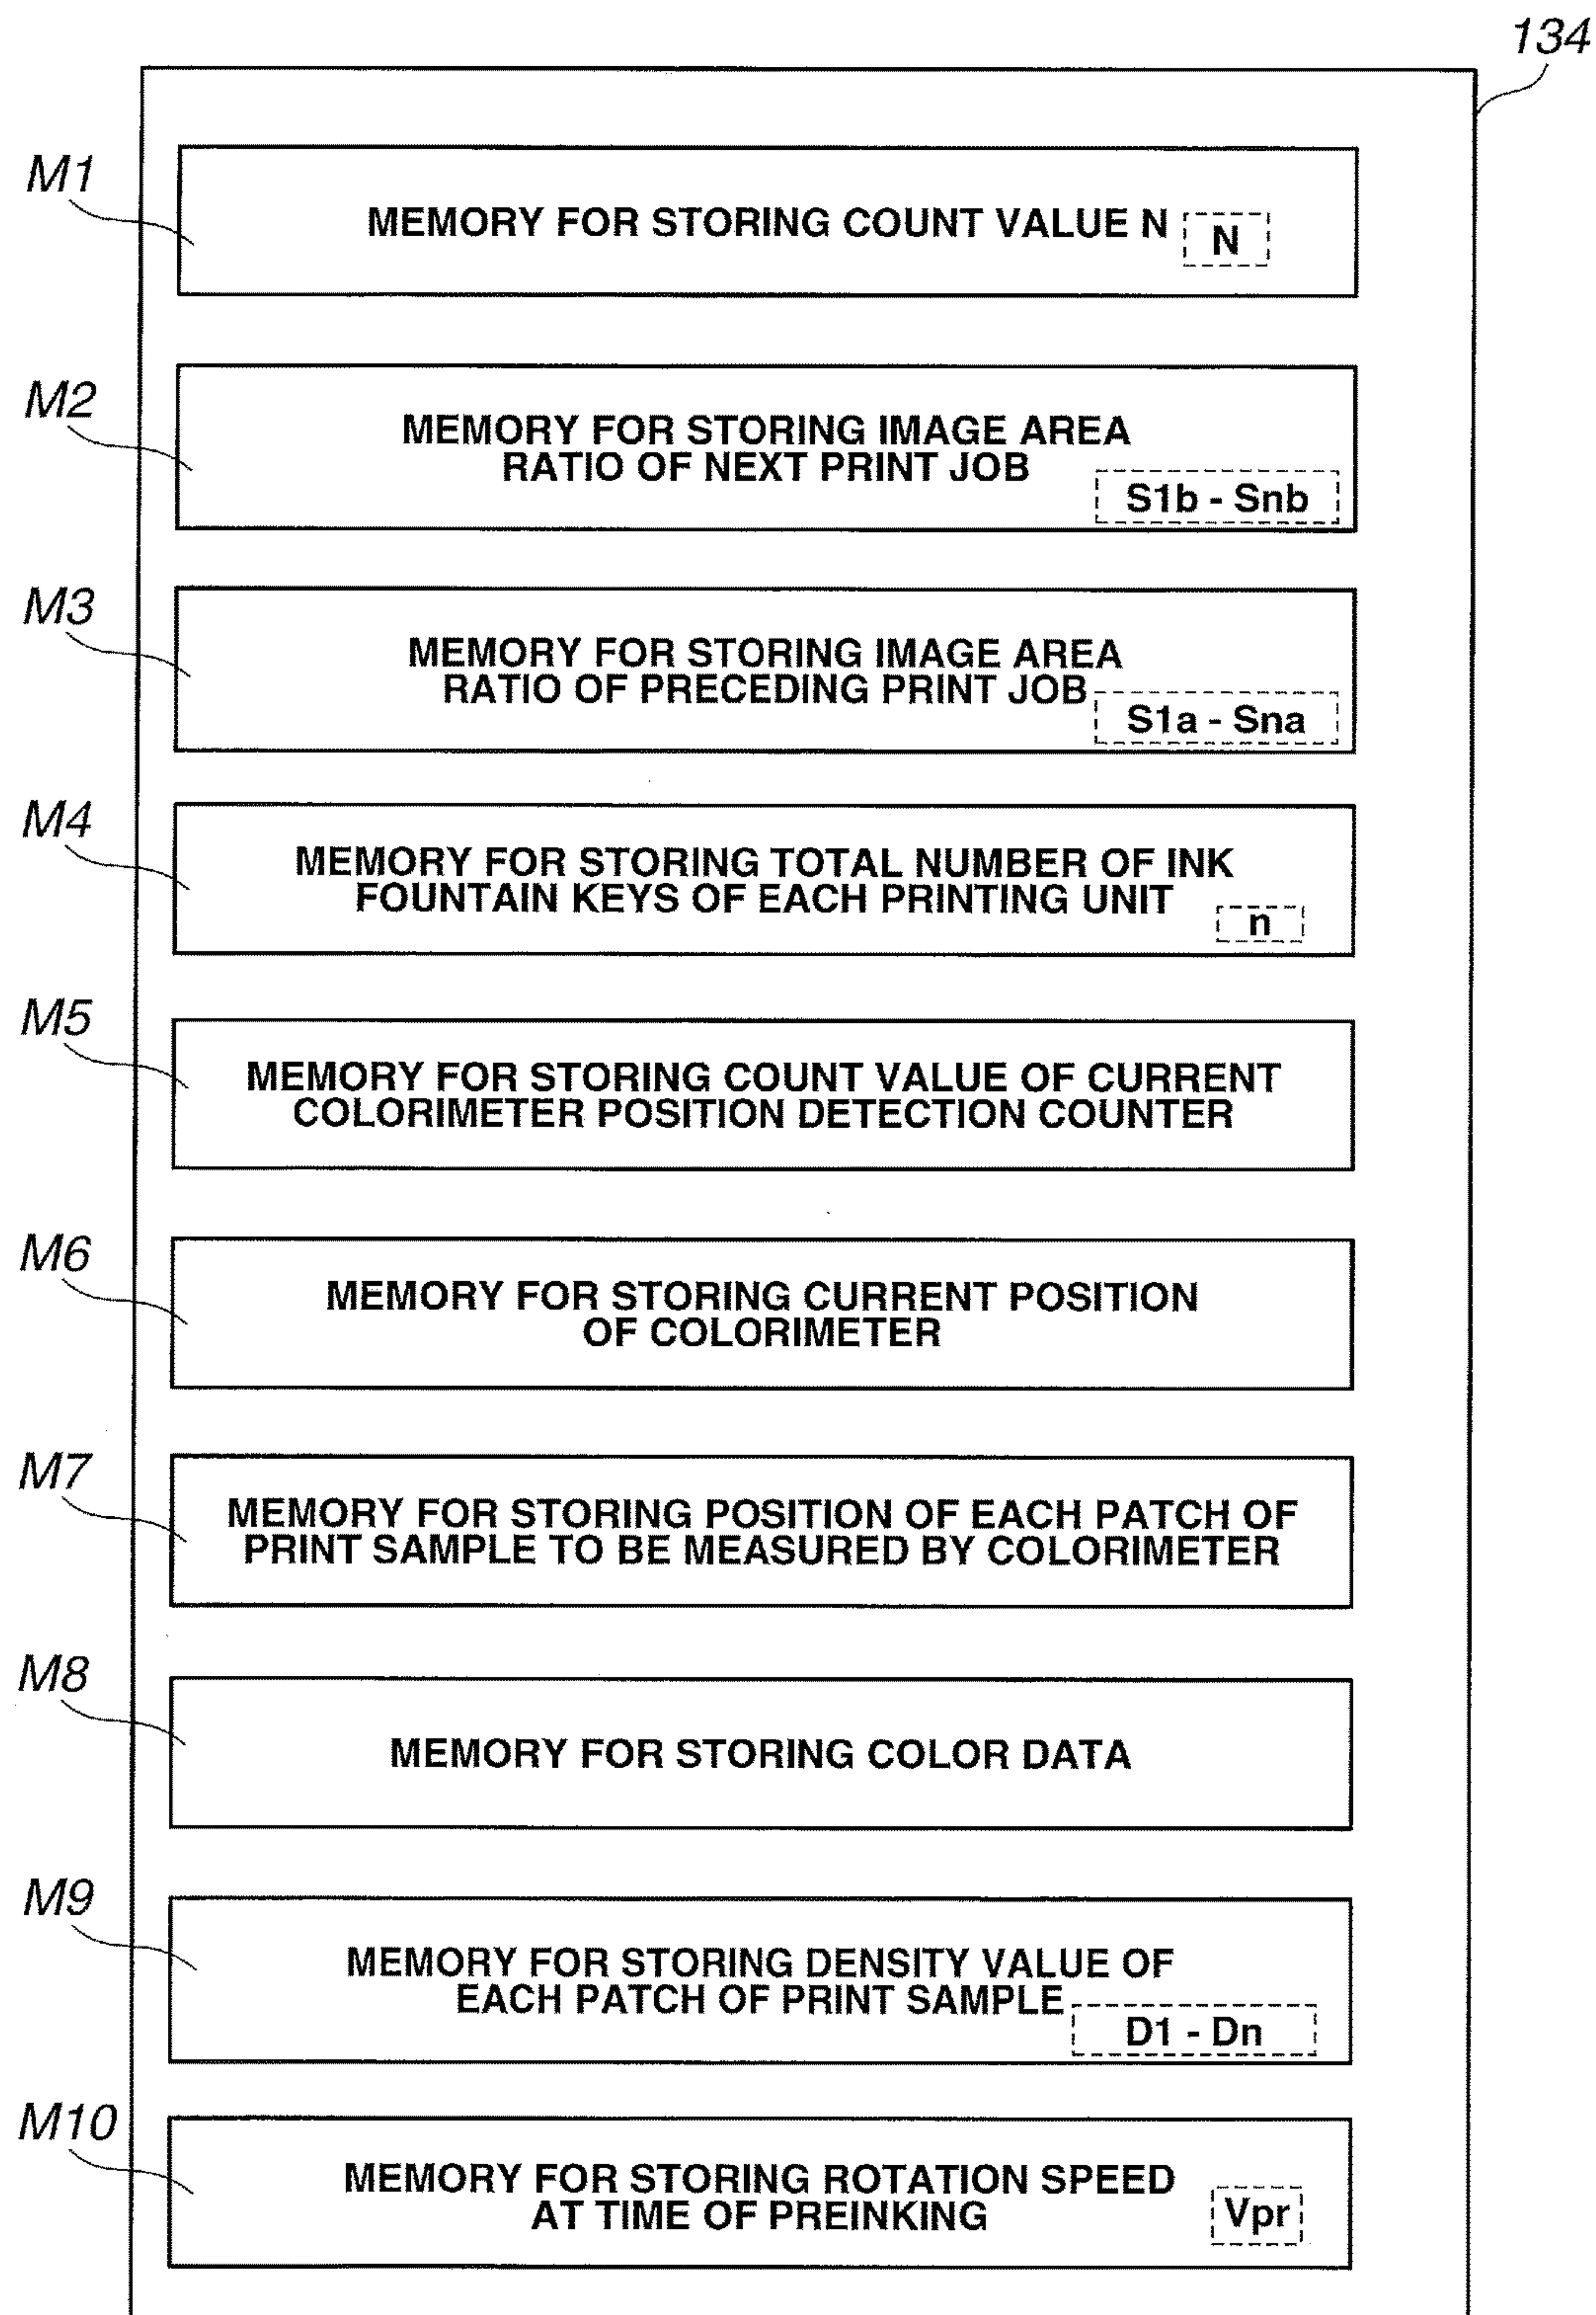 134
M1
MEMORY FOR STORING COUNT VALUE N
N
M2
MEMORY FOR STORING IMAGE AREA
RATIO OF NEXT PRINT JOB
S1b - Snb
M3
MEMORY FOR STORING IMAGE AREA
RATIO OF PRECEDING PRINT JOB
S1a - Sna
M4
MEMORY FOR STORING TOTAL NUMBER OF INK
FOUNTAIN KEYS OF EACH PRINTING UNIT
n
M5
MEMORY FOR STORING COUNT VALUE OF CURRENT
COLORIMETER POSITION DETECTION COUNTER
M6
MEMORY FOR STORING CURRENT POSITION
OF COLORIMETER
M7
MEMORY FOR STORING POSITION OF EACH PATCH OF
PRINT SAMPLE TO BE MEASURED BY COLORIMETER
M8
MEMORY FOR STORING COLOR DATA
M9
MEMORY FOR STORING DENSITY VALUE OF
EACH PATCH OF PRINT SAMPLE
D1 - Dn
M10
MEMORY FOR STORING ROTATION SPEED
AT TIME OF PREINKING
Vpr